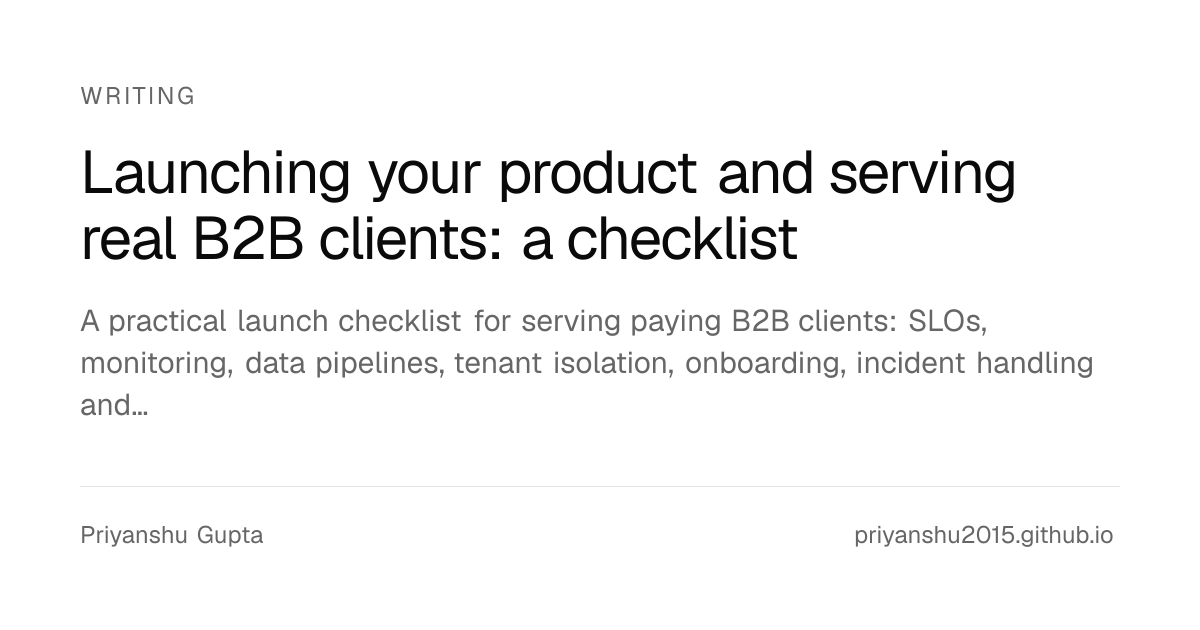 WRITING
Launching your product and serving
real B2B clients: a checklist
A practical launch checklist for serving paying B2B clients: SLOs,
monitoring, data pipelines, tenant isolation, onboarding, incident handling
and…
Priyanshu Gupta
priyanshu2015.github.io